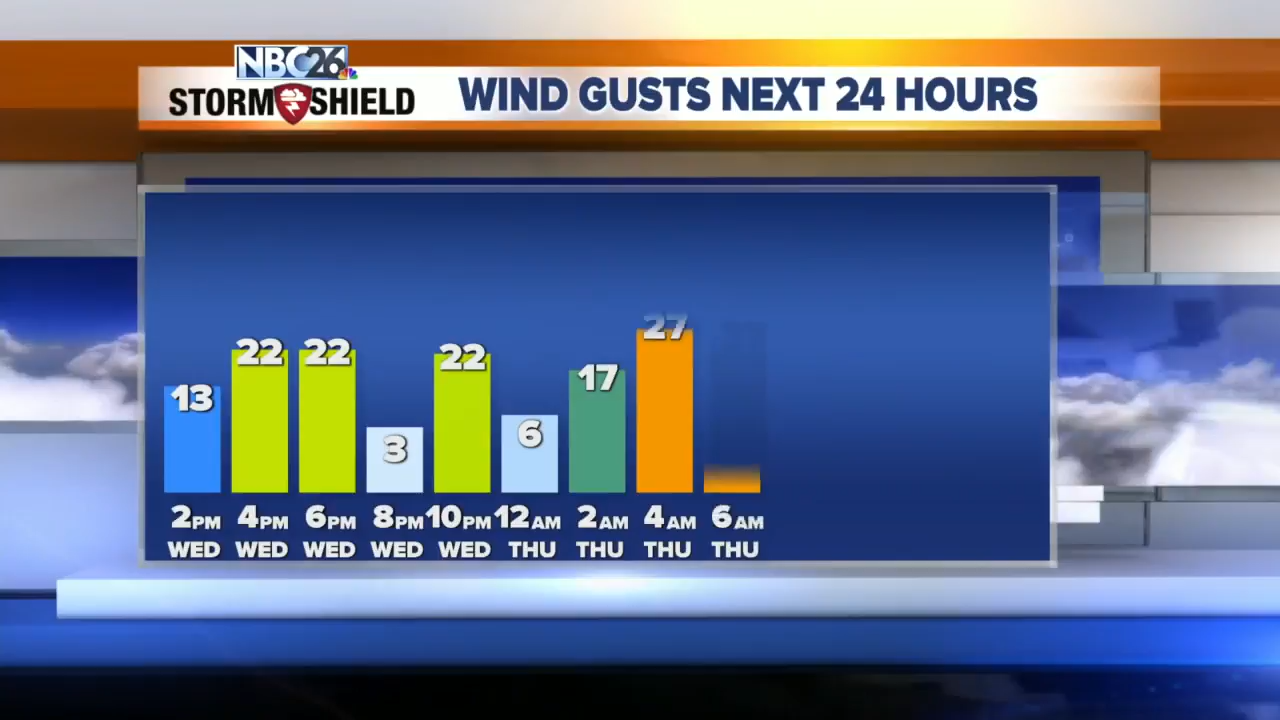 NBC26
STORM SHIELD
WIND GUSTS NEXT 24 HOURS
13 22 22 3 22 6 17 27
2PM 4PM 6PM 8PM 10PM 12AM 2AM 4AM 6AM
WED WED WED WED WED THU THU THU THU